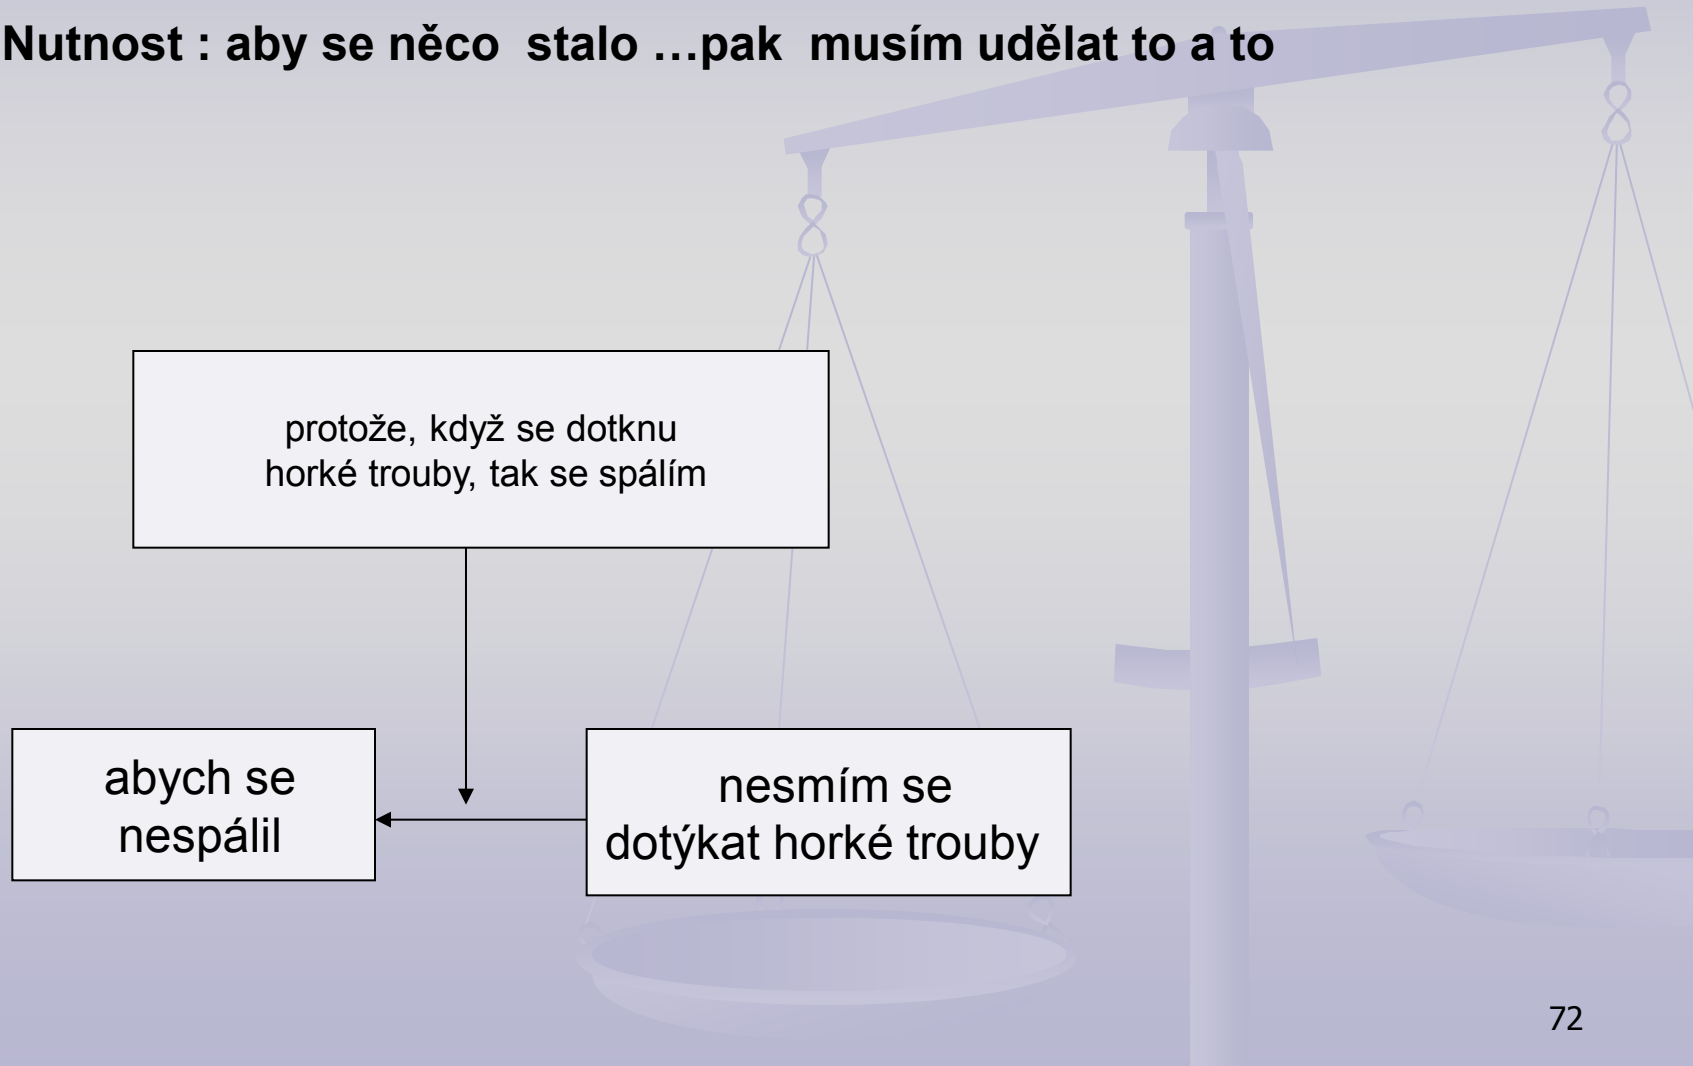 Nutnost : aby se něco  stalo …pak  musím udělat to a to
protože, když se dotknu
horké trouby, tak se spálím
abych se
nespálil
nesmím se
dotýkat horké trouby
72